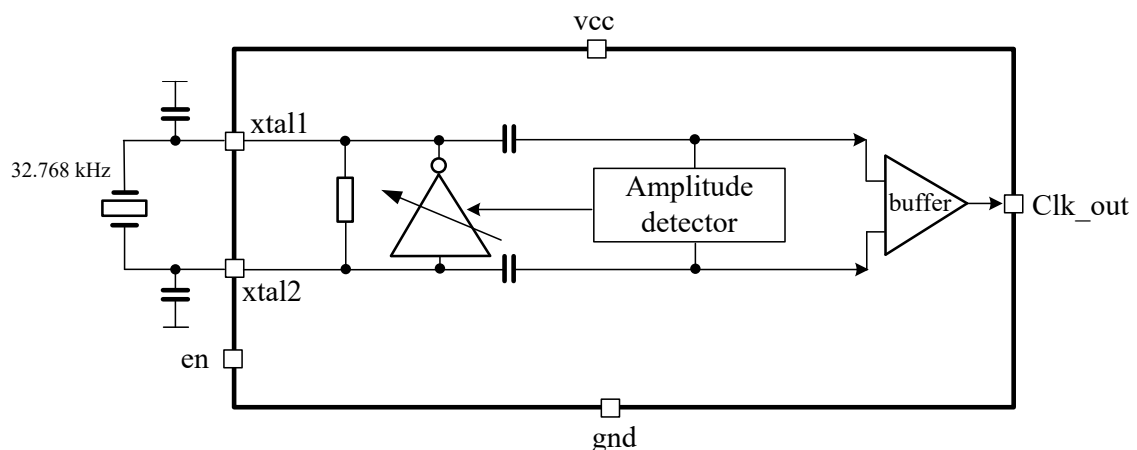 vcc
xtal1
32.768 kHz
Amplitude
detector
buffer
Clk_out
xtal2
en
gnd